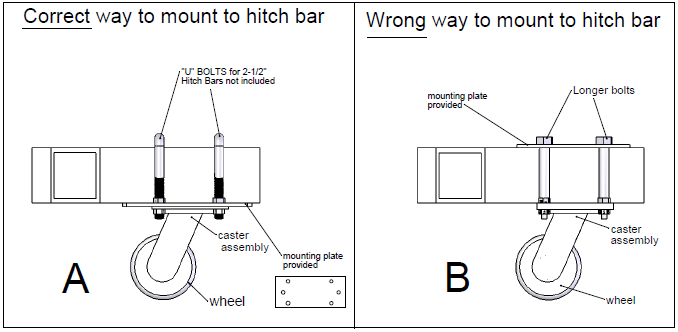 Correct way to mount to hitch bar
"U" BOLTS for 2-1/2"
Hitch Bars not included
caster
assembly
mounting plate
provided
A
wheel
Wrong way to mount to hitch bar
mounting plate
provided
Longer bolts
caster
assembly
B
wheel